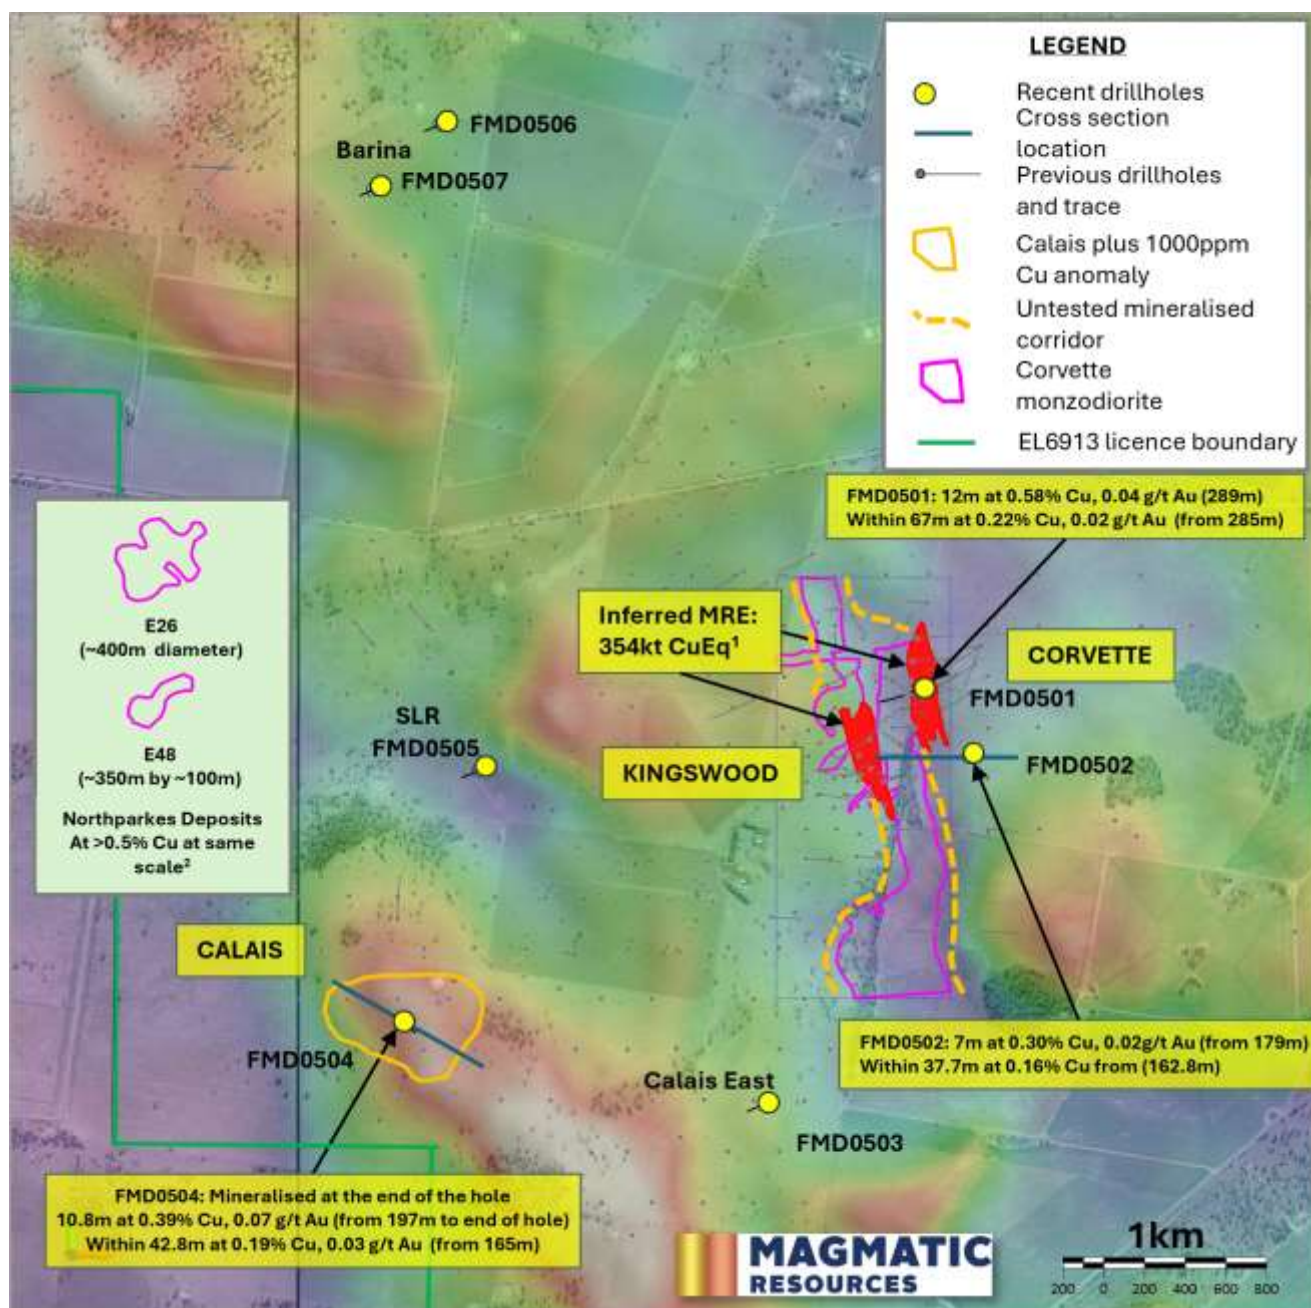 LEGEND
Recent drillholes
Cross section
location
Previous drillholes
and trace
Calais plus 1000ppm
Cu anomaly
Untested mineralised
corridor
Corvette
monzodiorite
EL6913 licence boundary
FMD0506
Barina
FMD0507
FMD0501: 12m at 0.58% Cu, 0.04 g/t Au (289m)
Within 67m at 0.22% Cu, 0.02 g/t Au (from 285m)
E26
(~400m diameter)
E48
(~350m by ~100m)
Northparkes Deposits
At >0.5% Cu at same
scale²
Inferred MRE:
354kt CuEq¹
CORVETTE
FMD0501
SLR
FMD0505
KINGSWOOD
FMD0502
CALAIS
FMD0504
FMD0502: 7m at 0.30% Cu, 0.02g/t Au (from 179m)
Within 37.7m at 0.16% Cu from (162.8m)
Calais East
FMD0503
FMD0504: Mineralised at the end of the hole
10.8m at 0.39% Cu, 0.07 g/t Au (from 197m to end of hole)
Within 42.8m at 0.19% Cu, 0.03 g/t Au (from 165m)
MAGMATIC
RESOURCES
1km
200 0 200 400 600 800